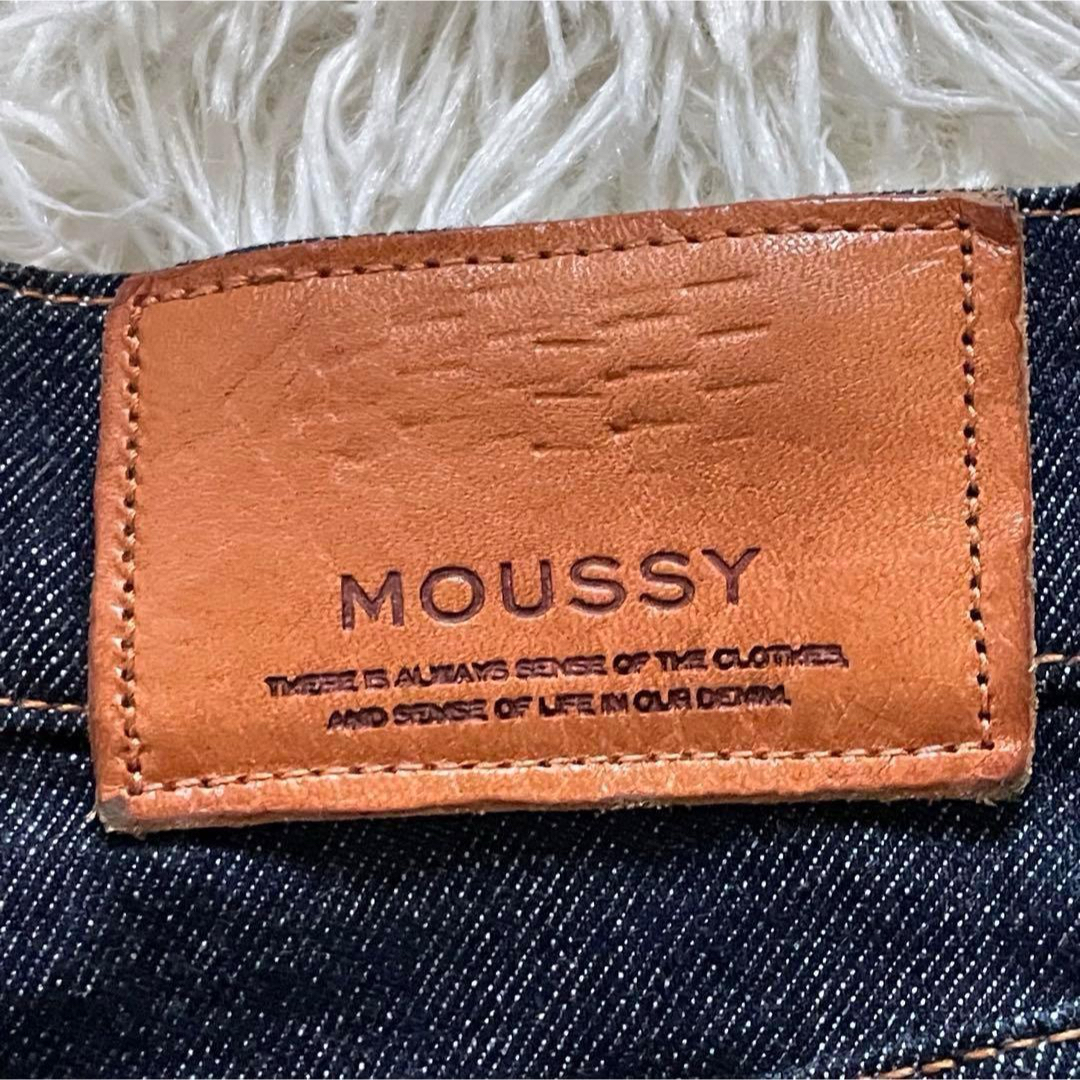 MOUSSY
THERE IS ALWAYS SENSE OF THE CLOTHES,
AND SENSE OF LIFE IN OUR DENIM.